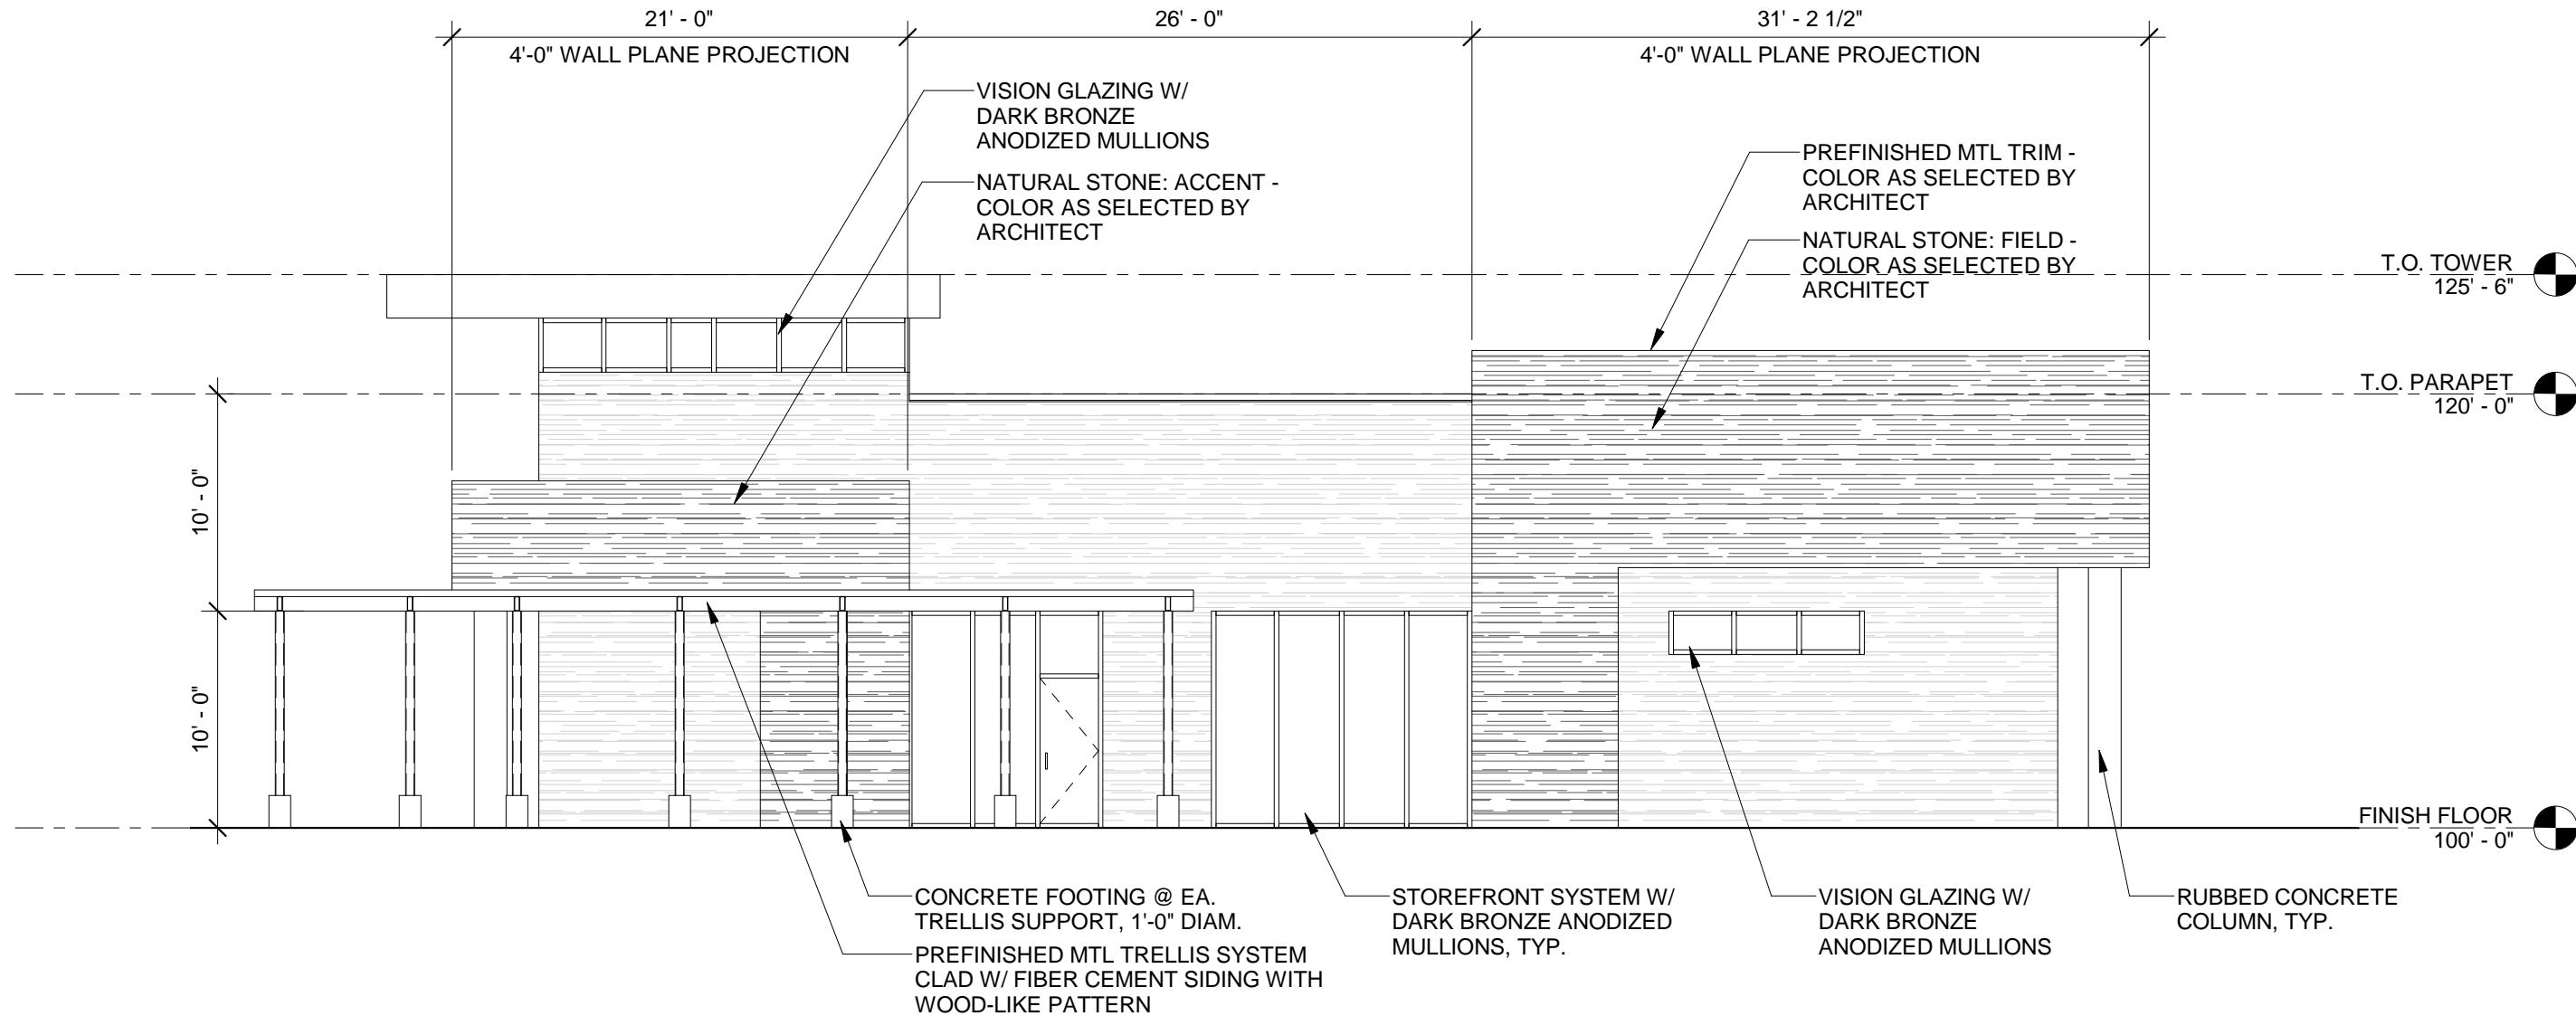 21' - 0"
26' - 0"
31' - 2 1/2"
4'-0" WALL PLANE PROJECTION
4'-0" WALL PLANE PROJECTION
VISION GLAZING W/
DARK BRONZE
ANODIZED MULLIONS
NATURAL STONE: ACCENT -
COLOR AS SELECTED BY
ARCHITECT
PREFINISHED MTL TRIM -
COLOR AS SELECTED BY
ARCHITECT
NATURAL STONE: FIELD -
COLOR AS SELECTED BY
ARCHITECT
T.O. TOWER
125' - 6"
T.O. PARAPET
120' - 0"
10' - 0"
10' - 0"
FINISH FLOOR
100' - 0"
CONCRETE FOOTING @ EA.
TRELLIS SUPPORT, 1'-0" DIAM.
PREFINISHED MTL TRELLIS SYSTEM
CLAD W/ FIBER CEMENT SIDING WITH
WOOD-LIKE PATTERN
STOREFRONT SYSTEM W/
DARK BRONZE ANODIZED
MULLIONS, TYP.
VISION GLAZING W/
DARK BRONZE
ANODIZED MULLIONS
RUBBED CONCRETE
COLUMN, TYP.